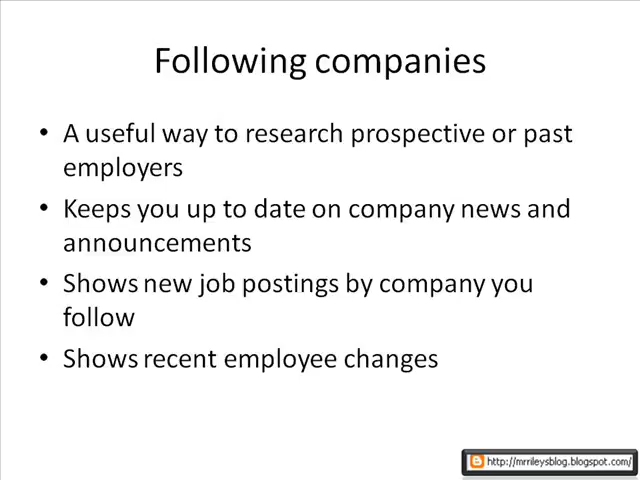 Following companies
• A useful way to research prospective or past
employers
• Keeps you up to date on company news and
announcements
• Shows new job postings by company you
follow
• Shows recent employee changes
http://mrrileysblog.blogspot.com/